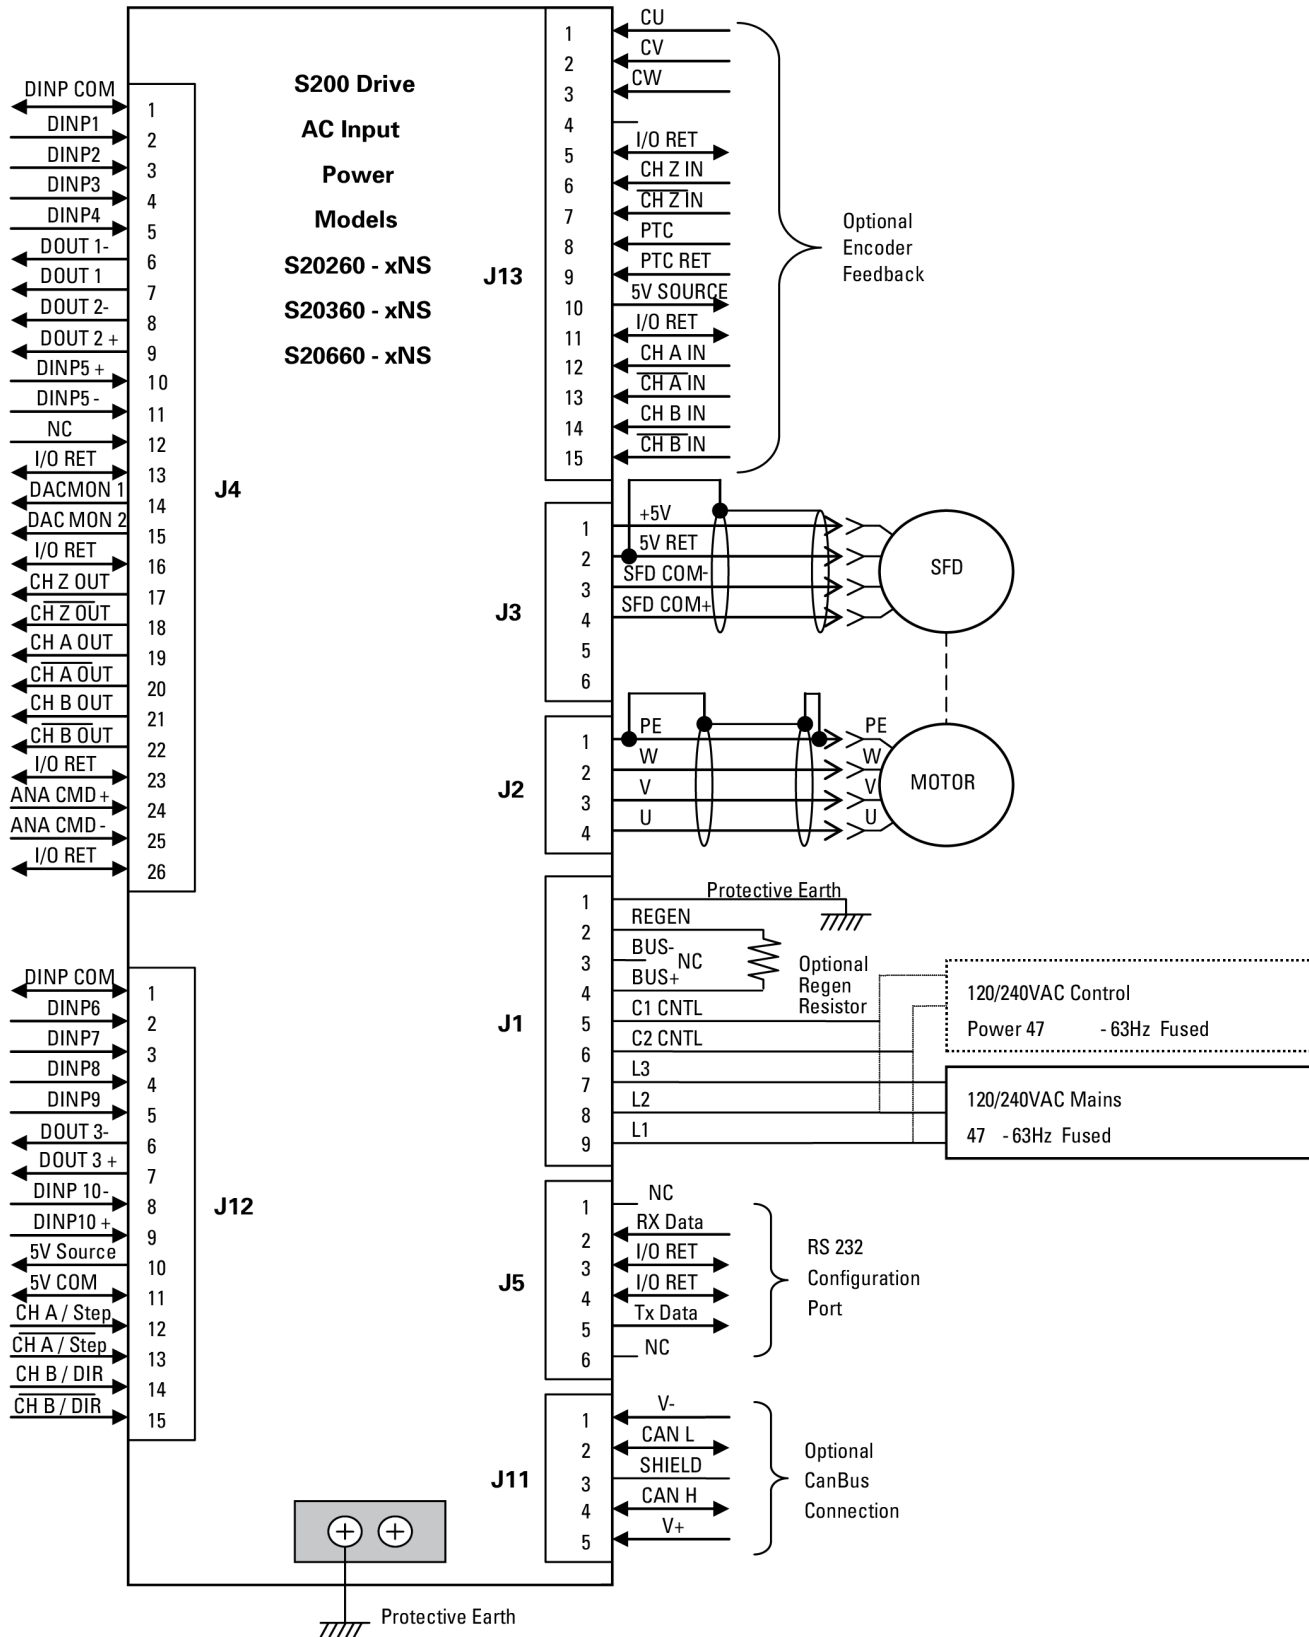 S200 Drive
AC Input
Power
Models
S20260 - xNS
S20360 - xNS
S20660 - xNS
J4
DINP COM 1
DINP1 2
DINP2 3
DINP3 4
DINP4 5
DOUT 1- 6
DOUT 1 7
DOUT 2- 8
DOUT 2 + 9
DINP5 + 10
DINP5 - 11
NC 12
I/O RET 13
DACMON 1 14
DAC MON 2 15
I/O RET 16
CH Z OUT 17
C̅H̅ ̅Z̅ OUT 18
CH A OUT 19
C̅H̅ ̅A̅ OUT 20
CH B OUT 21
C̅H̅ ̅B̅ OUT 22
I/O RET 23
ANA CMD + 24
ANA CMD - 25
I/O RET 26
J12
DINP COM 1
DINP6 2
DINP7 3
DINP8 4
DINP9 5
DOUT 3- 6
DOUT 3 + 7
DINP 10- 8
DINP10 + 9
5V Source 10
5V COM 11
CH A / Step 12
C̅H̅ ̅A̅ ̅/̅ ̅S̅t̅e̅p̅ 13
CH B / DIR 14
C̅H̅ ̅B̅ ̅/̅ ̅D̅I̅R̅ 15
Protective Earth
J13
1 CU
2 CV
3 CW
4
5 I/O RET
6 CH Z IN
7 C̅H̅ ̅Z̅ IN
8 PTC
9 PTC RET
10 5V SOURCE
11 I/O RET
12 CH A IN
13 C̅H̅ ̅A̅ IN
14 CH B IN
15 C̅H̅ ̅B̅ IN
Optional
Encoder
Feedback
J3
1 +5V
2 5V RET
3 SFD COM-
4 SFD COM+
5
6
SFD
J2
1 PE PE
2 W W
3 V V
4 U U
MOTOR
J1
1 Protective Earth
2 REGEN
3 BUS- NC
4 BUS+
5 C1 CNTL
6 C2 CNTL
7 L3
8 L2
9 L1
Optional
Regen
Resistor
120/240VAC Control
Power 47 - 63Hz Fused
120/240VAC Mains
47 - 63Hz Fused
J5
1 NC
2 RX Data
3 I/O RET
4 I/O RET
5 Tx Data
6 NC
RS 232
Configuration
Port
J11
1 V-
2 CAN L
3 SHIELD
4 CAN H
5 V+
Optional
CanBus
Connection